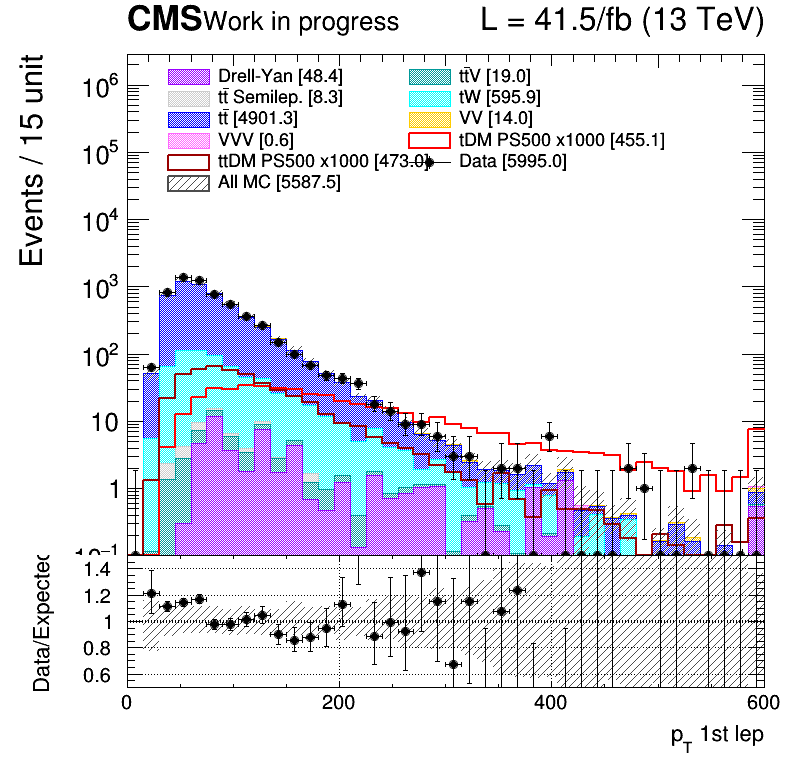 CMS Work in progress L = 41.5/fb (13 TeV)
Events / 15 unit
Drell-Yan [48.4] tt̄V [19.0]
tt̄ Semilep. [8.3] tW [595.9]
tt̄ [4901.3] VV [14.0]
VVV [0.6] tDM PS500 x1000 [455.1]
ttDM PS500 x1000 [473.0] Data [5995.0]
All MC [5587.5]
10⁶
10⁵
10⁴
10³
10²
10
1
10⁻¹
Data/Expected
1.4
1.2
1
0.8
0.6
0 200 400 600
p_T 1st lep